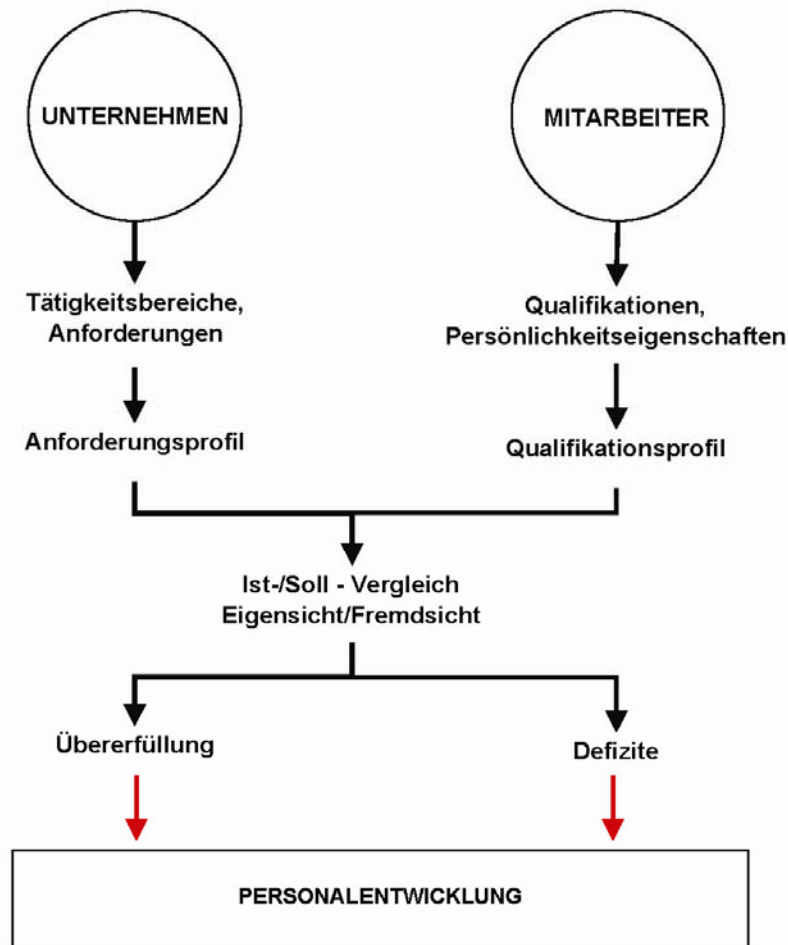 UNTERNEHMEN
MITARBEITER
Tätigkeitsbereiche,
Anforderungen
Qualifikationen,
Persönlichkeitseigenschaften
Anforderungsprofil
Qualifikationsprofil
Ist-/Soll - Vergleich
Eigensicht/Fremdsicht
Übererfüllung
Defizite
PERSONALENTWICKLUNG